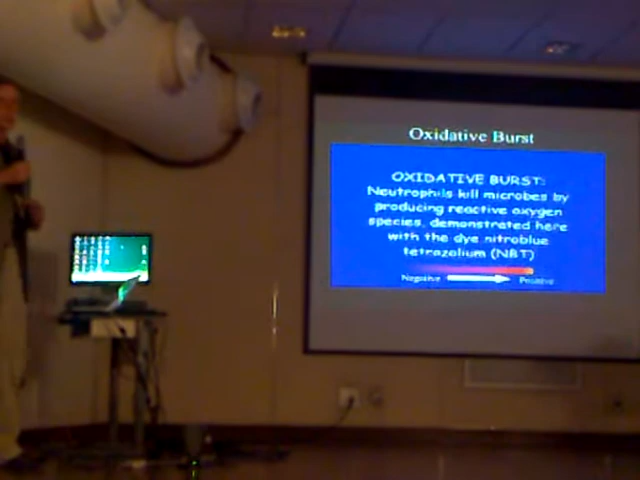 Oxidative Burst
OXIDATIVE BURST:
Neutrophils kill microbes by
producing reactive oxygen
species, demonstrated here
with the dye nitroblue
tetrazolium (NBT)
Negative
Positive